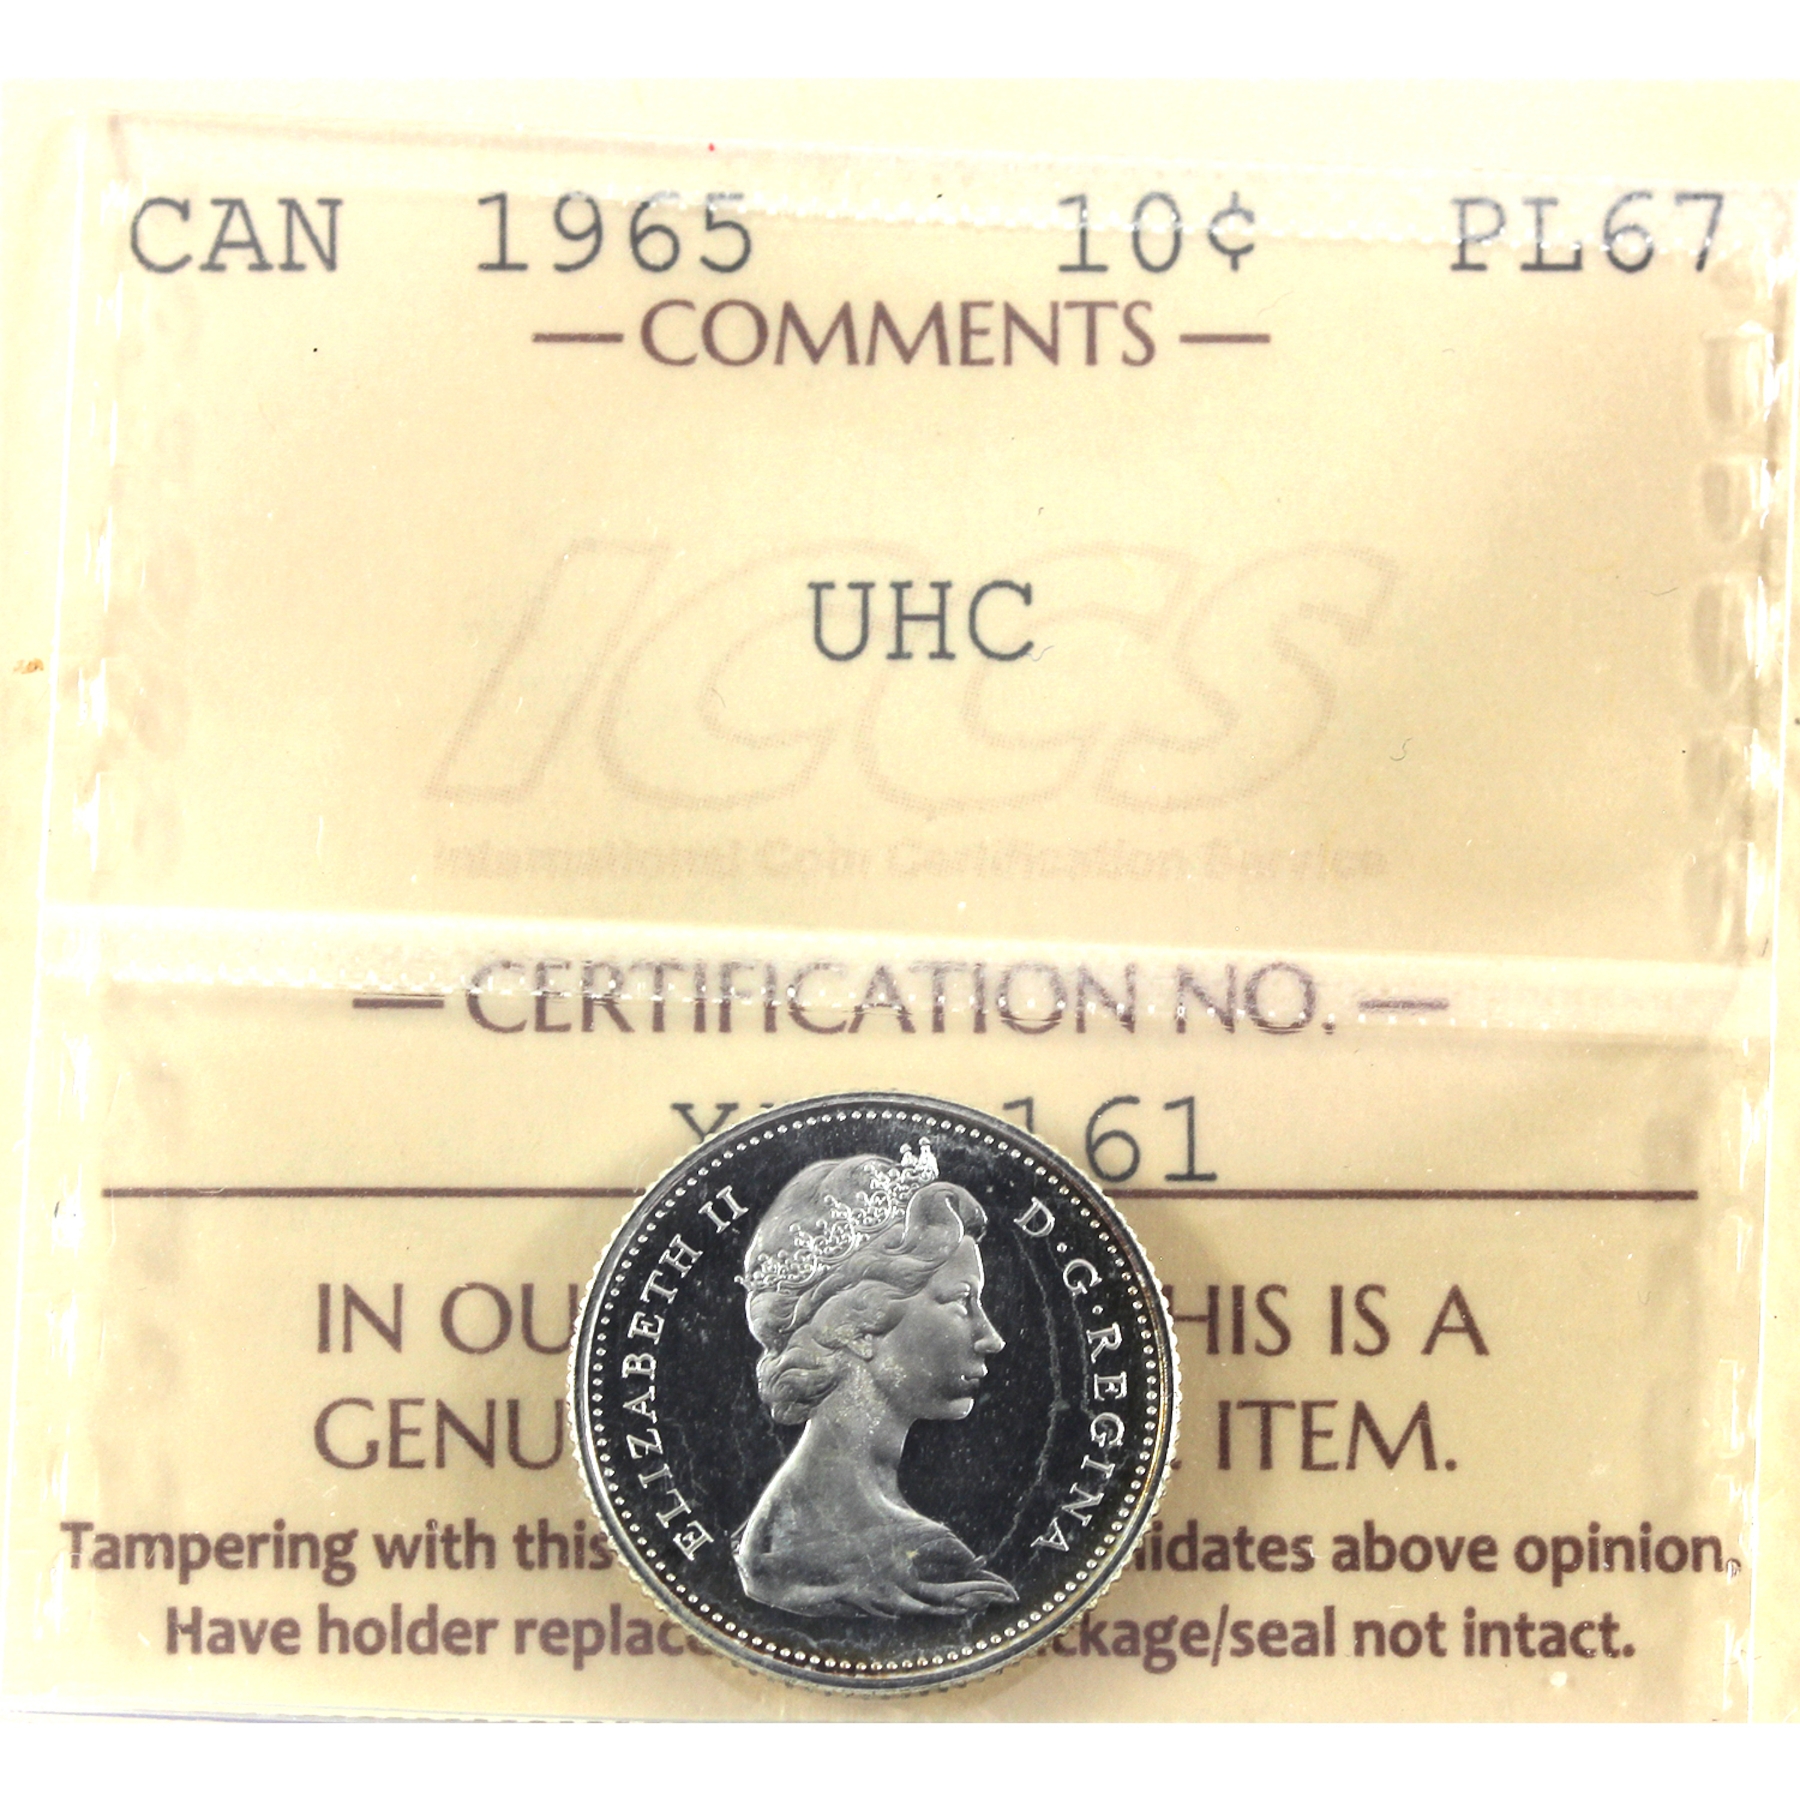 CAN 1965 10¢ PL67
— COMMENTS —
UHC
ICCS
International Coin Certification Service
— CERTIFICATION NO. —
161
IN OU HIS IS A
GENU ITEM.
Tampering with this idates above opinion.
Have holder replac ckage/seal not intact.
ELIZABETH II D·G·REGINA